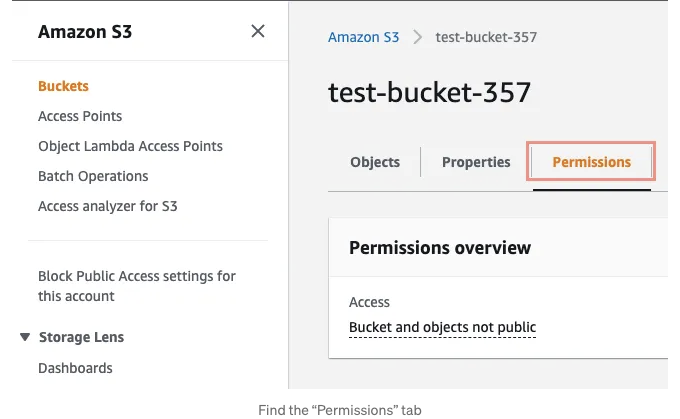 Amazon S3
Buckets
Access Points
Object Lambda Access Points
Batch Operations
Access analyzer for S3
Block Public Access settings for
this account
Storage Lens
Dashboards
Amazon S3 > test-bucket-357
test-bucket-357
Objects Properties Permissions
Permissions overview
Access
Bucket and objects not public
Find the “Permissions” tab